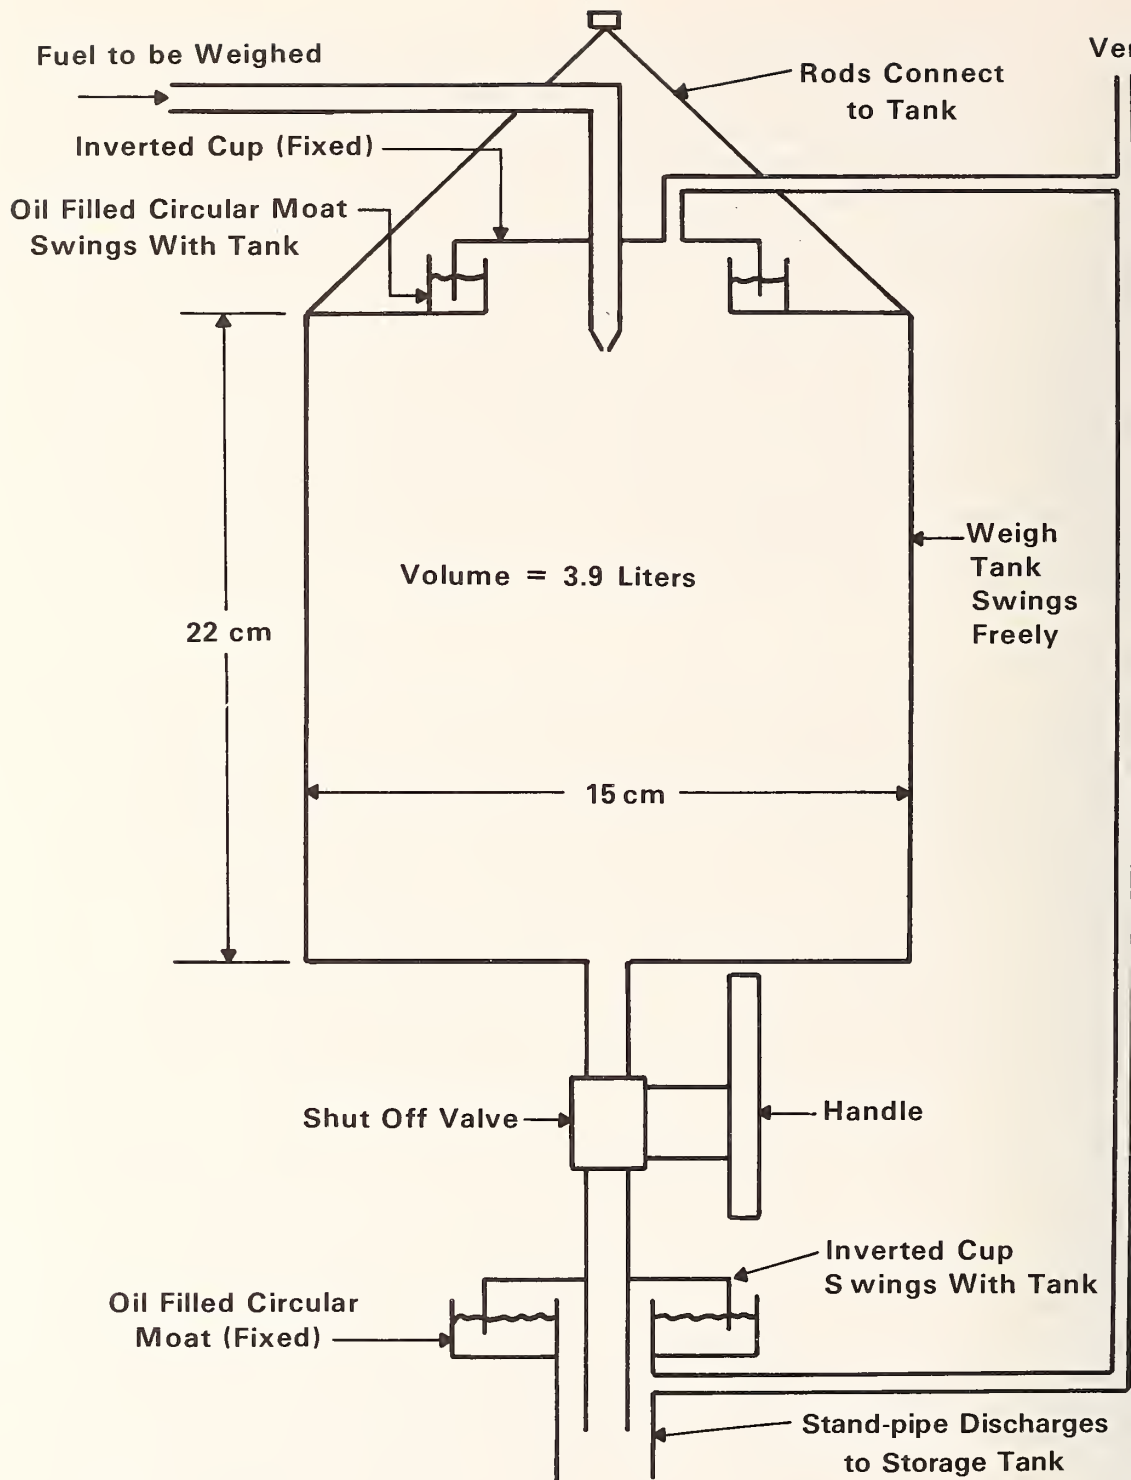 Fuel to be Weighed
Rods Connect
to Tank
Inverted Cup (Fixed)
Oil Filled Circular Moat
Swings With Tank
Weigh
Tank
Swings
Freely
Volume = 3.9 Liters
22 cm
15 cm
Shut Off Valve
Handle
Inverted Cup
Swings With Tank
Oil Filled Circular
Moat (Fixed)
Stand-pipe Discharges
to Storage Tank